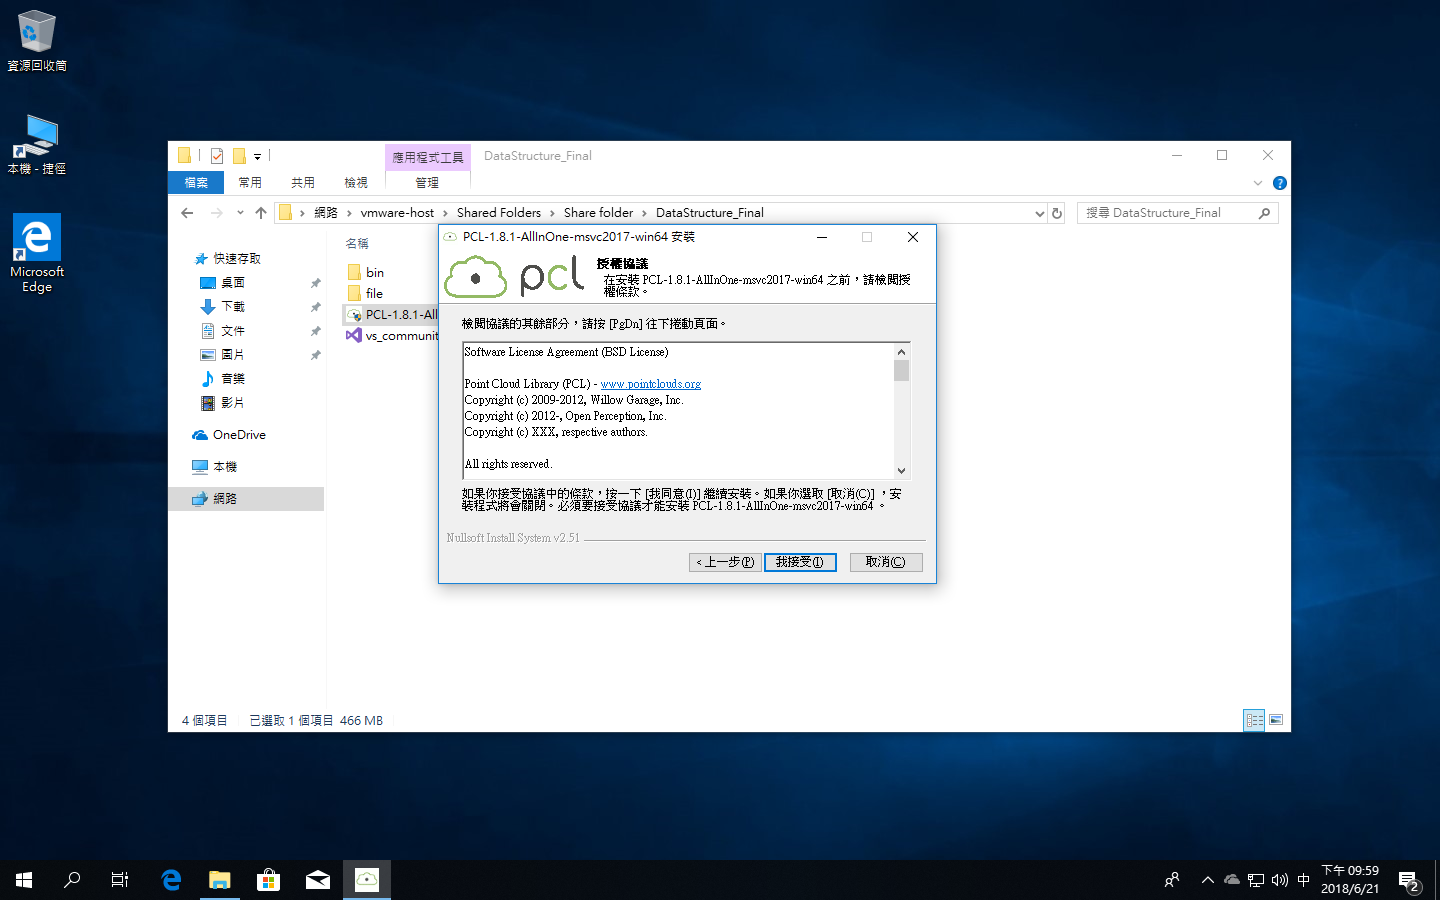 資源回收筒
本機 - 捷徑
Microsoft
Edge
應用程式工具
DataStructure_Final
檔案
常用
共用
檢視
管理
網路 › vmware-host › Shared Folders › Share folder › DataStructure_Final
搜尋 DataStructure_Final
快速存取
桌面
下載
文件
圖片
音樂
影片
OneDrive
本機
網路
名稱
bin
file
PCL-1.8.1-All
vs_communit
PCL-1.8.1-AllInOne-msvc2017-win64 安裝
pcl
授權協議
在安裝 PCL-1.8.1-AllInOne-msvc2017-win64 之前，請檢閱授
權條款。
檢閱協議的其餘部分，請按 [PgDn] 往下捲動頁面。
Software License Agreement (BSD License)
Point Cloud Library (PCL) - www.pointclouds.org
Copyright (c) 2009-2012, Willow Garage, Inc.
Copyright (c) 2012-, Open Perception, Inc.
Copyright (c) XXX, respective authors.
All rights reserved.
如果你接受協議中的條款，按一下 [我同意(I)] 繼續安裝。如果你選取 [取消(C)] ，安
裝程式將會關閉。必須要接受協議才能安裝 PCL-1.8.1-AllInOne-msvc2017-win64 。
Nullsoft Install System v2.51
< 上一步(P)
我接受(I)
取消(C)
4 個項目
已選取 1 個項目 466 MB
中
下午 09:59
2018/6/21
2